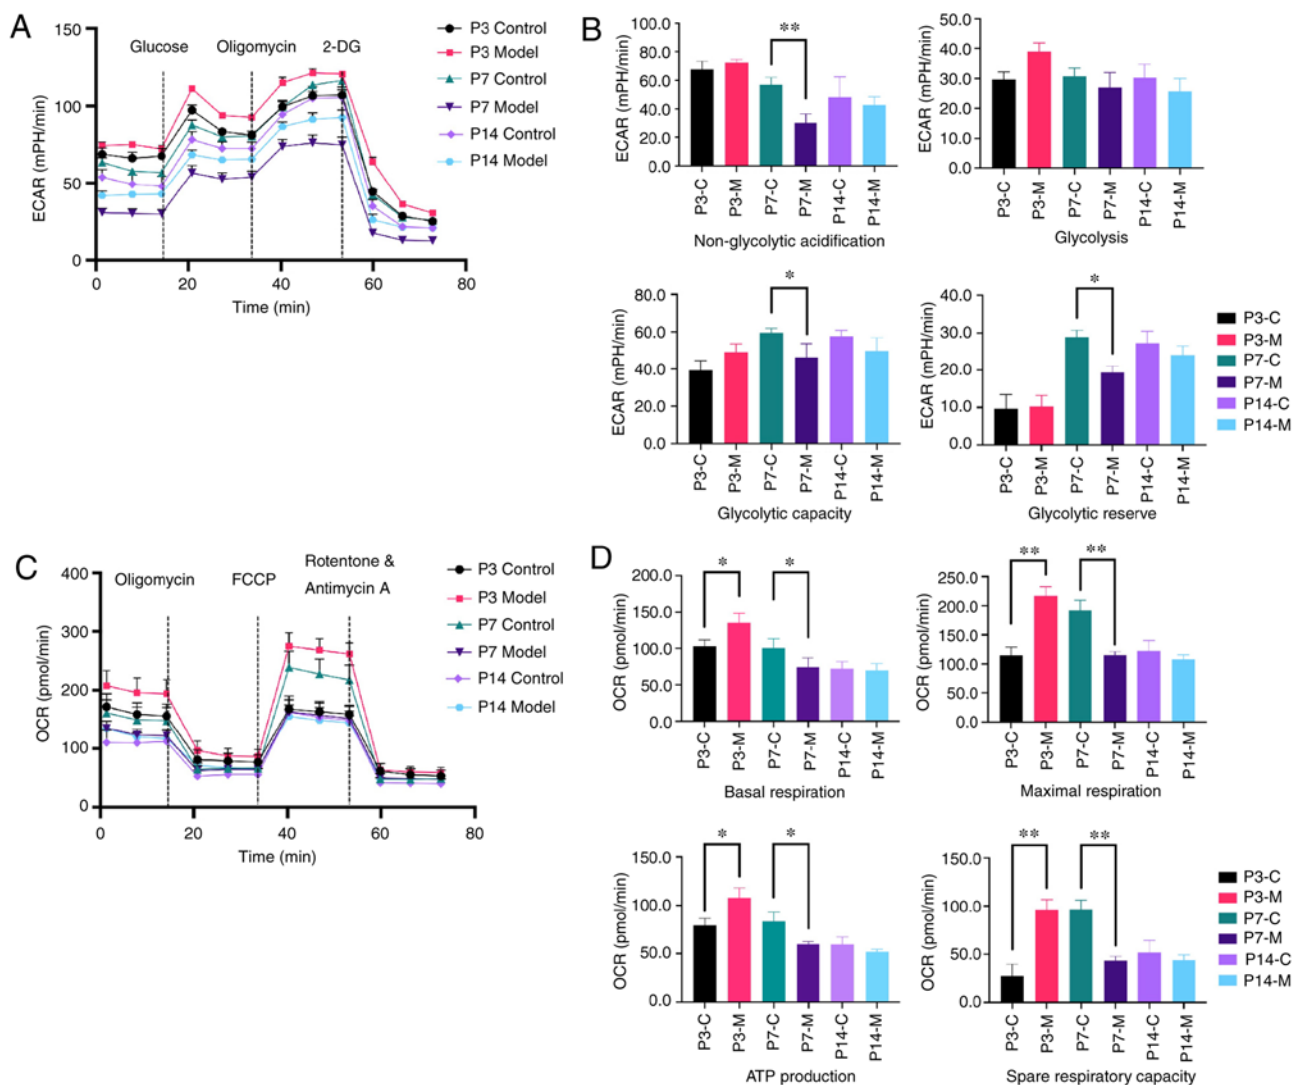 A
150
100
50
0
ECAR (mPH/min)
Glucose
Oligomycin
2-DG
0
20
40
60
80
Time (min)
P3 Control
P3 Model
P7 Control
P7 Model
P14 Control
P14 Model
B
100.0
80.0
60.0
40.0
20.0
0.0
ECAR (mPH/min)
**
P3-C
P3-M
P7-C
P7-M
P14-C
P14-M
Non-glycolytic acidification
50.0
40.0
30.0
20.0
10.0
0.0
ECAR (mPH/min)
P3-C
P3-M
P7-C
P7-M
P14-C
P14-M
Glycolysis
80.0
60.0
40.0
20.0
0.0
ECAR (mPH/min)
*
P3-C
P3-M
P7-C
P7-M
P14-C
P14-M
Glycolytic capacity
40.0
30.0
20.0
10.0
0.0
ECAR (mPH/min)
*
P3-C
P3-M
P7-C
P7-M
P14-C
P14-M
Glycolytic reserve
P3-C
P3-M
P7-C
P7-M
P14-C
P14-M
C
400
300
200
100
0
OCR (pmol/min)
Oligomycin
FCCP
Rotentone &
Antimycin A
0
20
40
60
80
Time (min)
P3 Control
P3 Model
P7 Control
P7 Model
P14 Control
P14 Model
D
200.0
150.0
100.0
50.0
0.0
OCR (pmol/min)
*
*
P3-C
P3-M
P7-C
P7-M
P14-C
P14-M
Basal respiration
250.0
200.0
150.0
100.0
50.0
0.0
OCR (pmol/min)
**
**
P3-C
P3-M
P7-C
P7-M
P14-C
P14-M
Maximal respiration
150.0
100.0
50.0
0.0
OCR (pmol/min)
*
*
P3-C
P3-M
P7-C
P7-M
P14-C
P14-M
ATP production
150.0
100.0
50.0
0.0
OCR (pmol/min)
**
**
P3-C
P3-M
P7-C
P7-M
P14-C
P14-M
Spare respiratory capacity
P3-C
P3-M
P7-C
P7-M
P14-C
P14-M